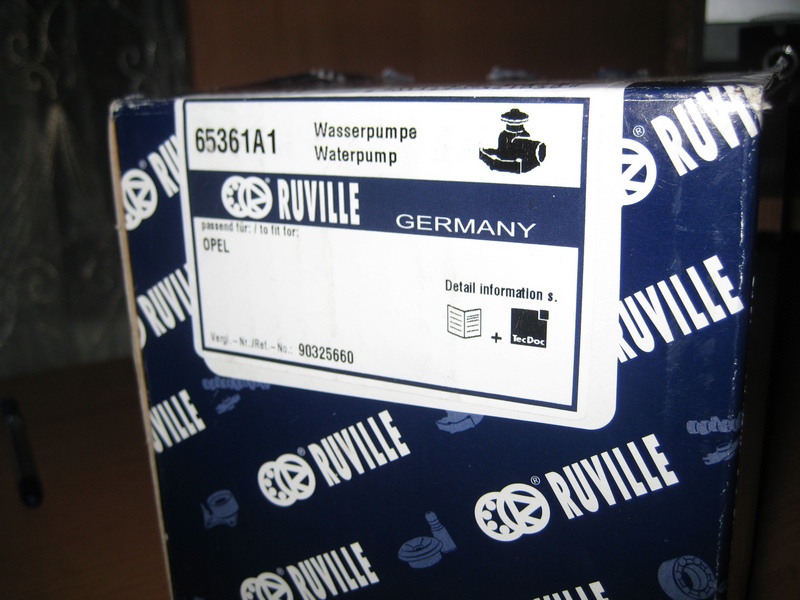 65361A1
Wasserpumpe
Waterpump
RUVILLE
GERMANY
passend für: / to fit for:
OPEL
Detail information s.
+
TecDoc
Vergl.-Nr./Ref.-No.: 90325660
RUVILLE
RUV
RUVILLE
RUVILLE
RUVILLE
RUVILLE
RUVILLE
RUVILLE